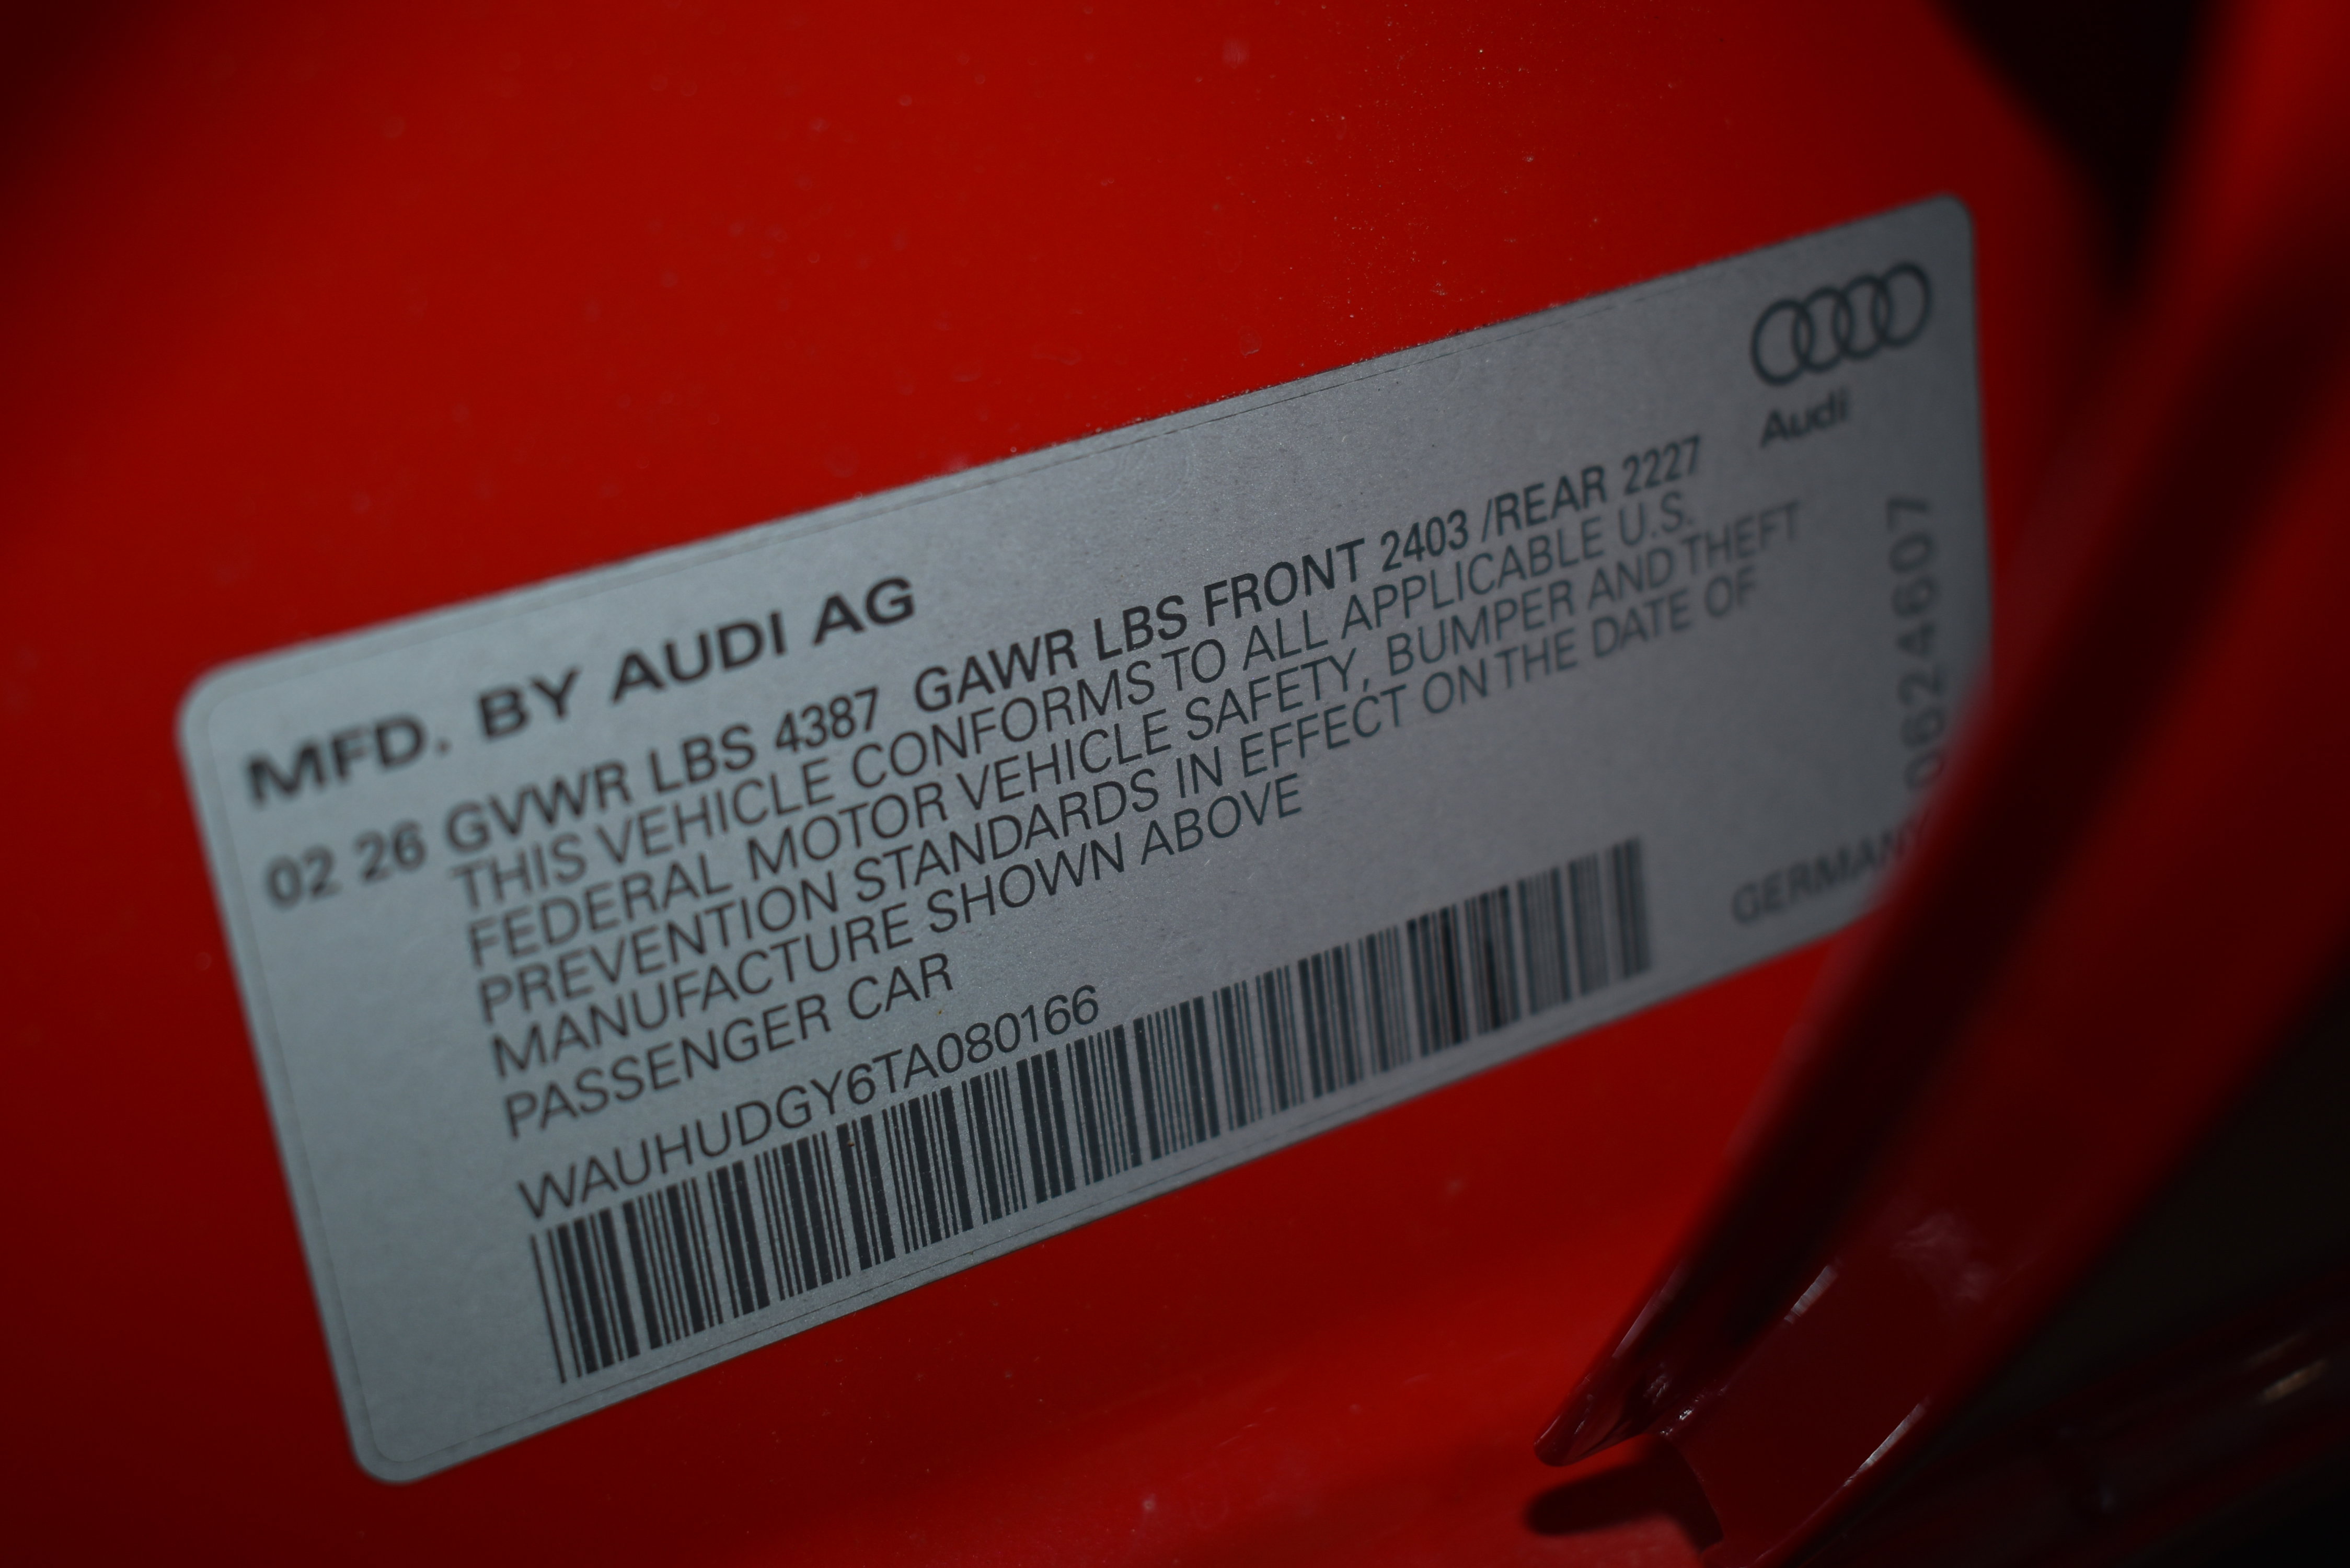 Audi
MFD. BY AUDI AG
02 26 GVWR LBS 4387 GAWR LBS FRONT 2403 /REAR 2227
THIS VEHICLE CONFORMS TO ALL APPLICABLE U.S.
FEDERAL MOTOR VEHICLE SAFETY, BUMPER AND THEFT
PREVENTION STANDARDS IN EFFECT ON THE DATE OF
MANUFACTURE SHOWN ABOVE
PASSENGER CAR
WAUHUDGY6TA080166
GERMANY
0624607